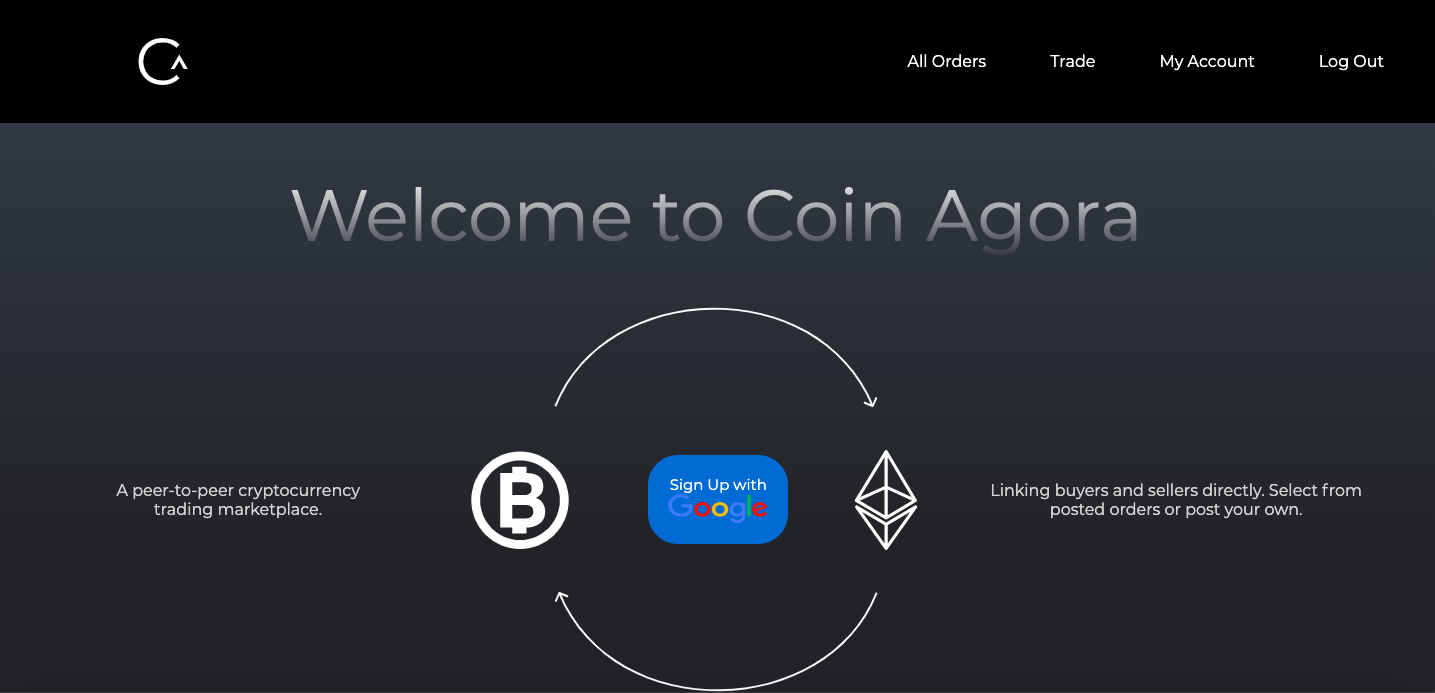 All Orders
Trade
My Account
Log Out
Welcome to Coin Agora
A peer-to-peer cryptocurrency
trading marketplace.
Sign Up with
Google
Linking buyers and sellers directly. Select from
posted orders or post your own.